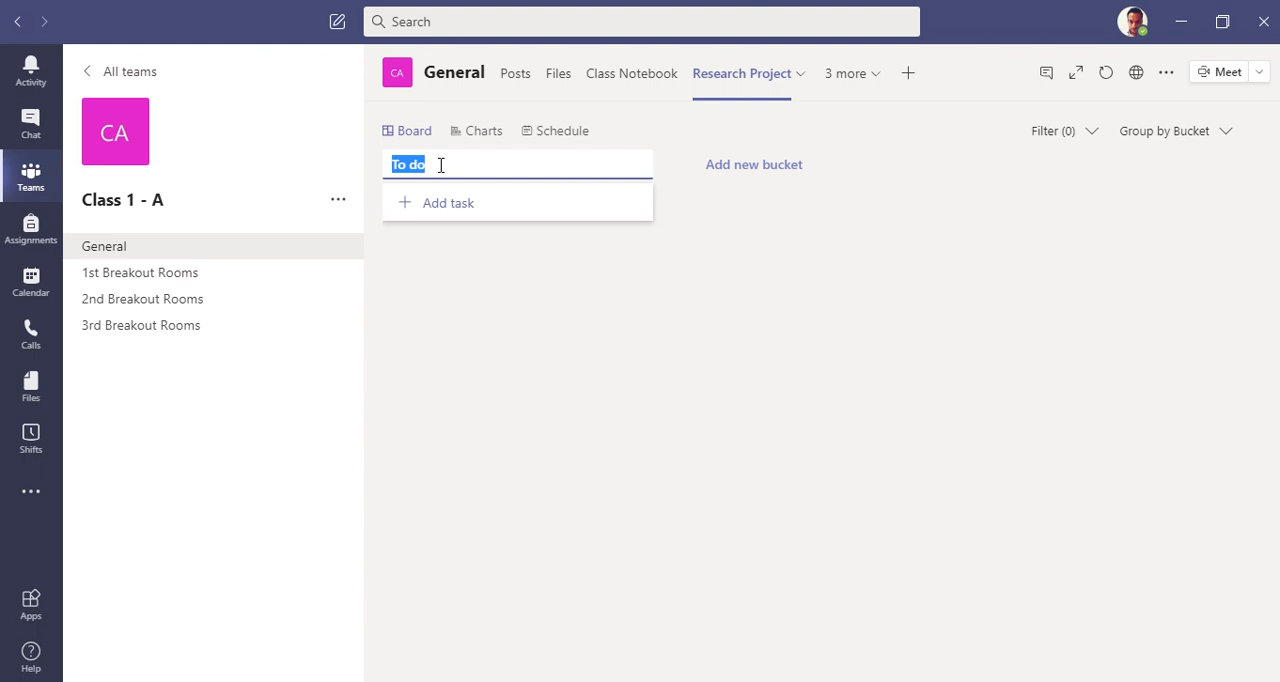 Search
Activity
Chat
Teams
Assignments
Calendar
Calls
Files
Shifts
Apps
Help
All teams
CA
Class 1 - A
General
1st Breakout Rooms
2nd Breakout Rooms
3rd Breakout Rooms
CA General Posts Files Class Notebook Research Project 3 more Meet
Board Charts Schedule Filter (0) Group by Bucket
To do Add new bucket
Add task